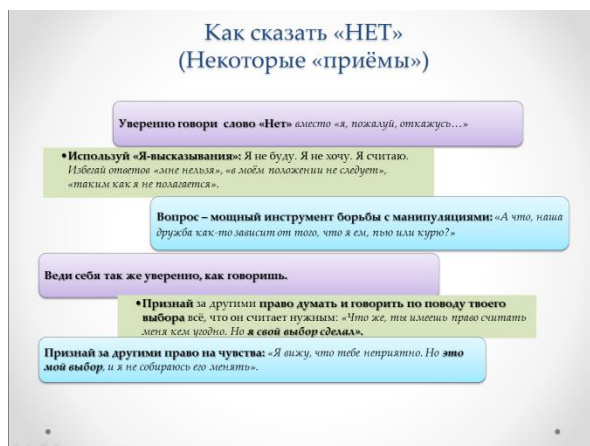 Как сказать «НЕТ»
(Некоторые «приёмы»)
Уверенно говори слово «Нет» вместо «я, пожалуй, откажусь…»
•Используй «Я-высказывания»: Я не буду. Я не хочу. Я считаю.
Избегай ответов «мне нельзя», «в моём положении не следует»,
«таким как я не полагается».
Вопрос – мощный инструмент борьбы с манипуляциями: «А что, наша
дружба как-то зависит от того, что я ем, пью или курю?»
Веди себя так же уверенно, как говоришь.
•Признай за другими право думать и говорить по поводу твоего
выбора всё, что он считает нужным: «Что же, ты имеешь право считать
меня кем угодно. Но я свой выбор сделал».
Признай за другими право на чувства: «Я вижу, что тебе неприятно. Но это
мой выбор, и я не собираюсь его менять».